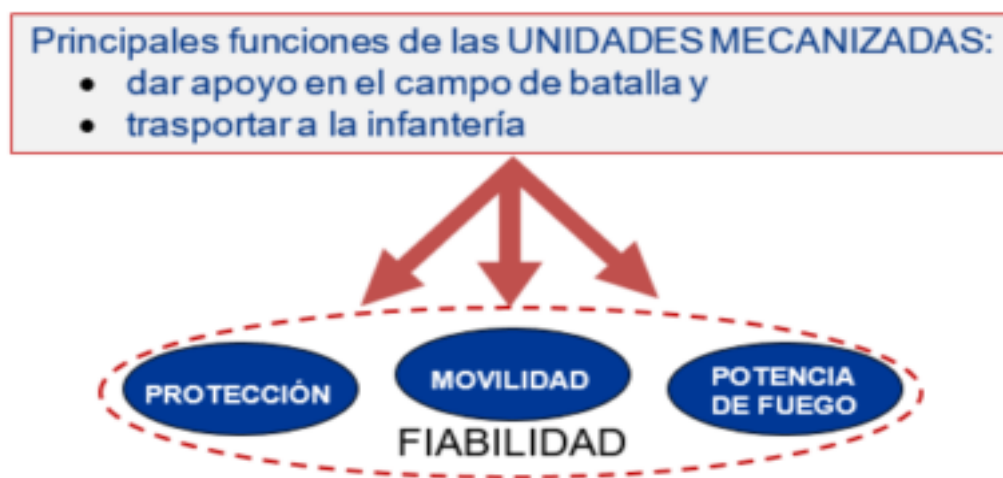 Principales funciones de las UNIDADES MECANIZADAS:
• dar apoyo en el campo de batalla y
• trasportar a la infantería
PROTECCIÓN
MOVILIDAD
POTENCIA
DE FUEGO
FIABILIDAD